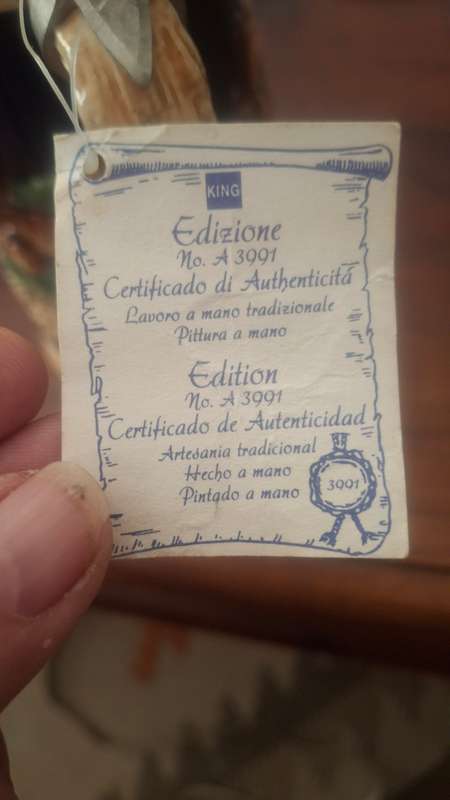 KING
Edizione
No. A 3991
Certificado di Authenticitá
Lavoro a mano tradizionale
Pittura a mano
Edition
No. A 3991
Certificado de Autenticidad
Artesania tradicional
Hecho a mano
Pintado a mano
3991